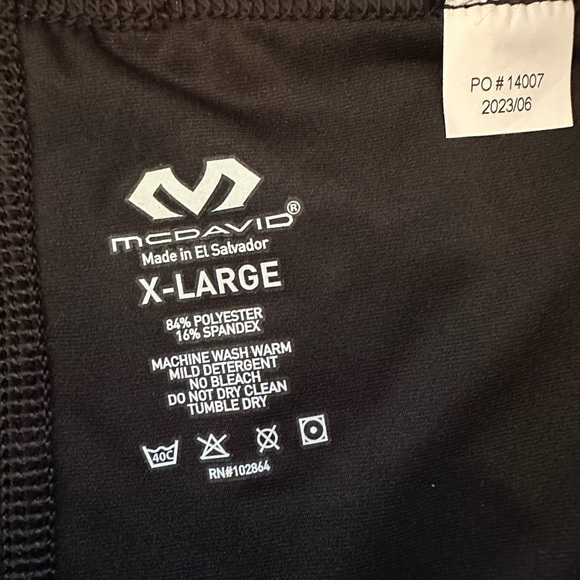 PO # 14007
2023/06
McDAVID®
Made in El Salvador
X-LARGE
84% POLYESTER
16% SPANDEX
MACHINE WASH WARM
MILD DETERGENT
NO BLEACH
DO NOT DRY CLEAN
TUMBLE DRY
40C
RN#102864